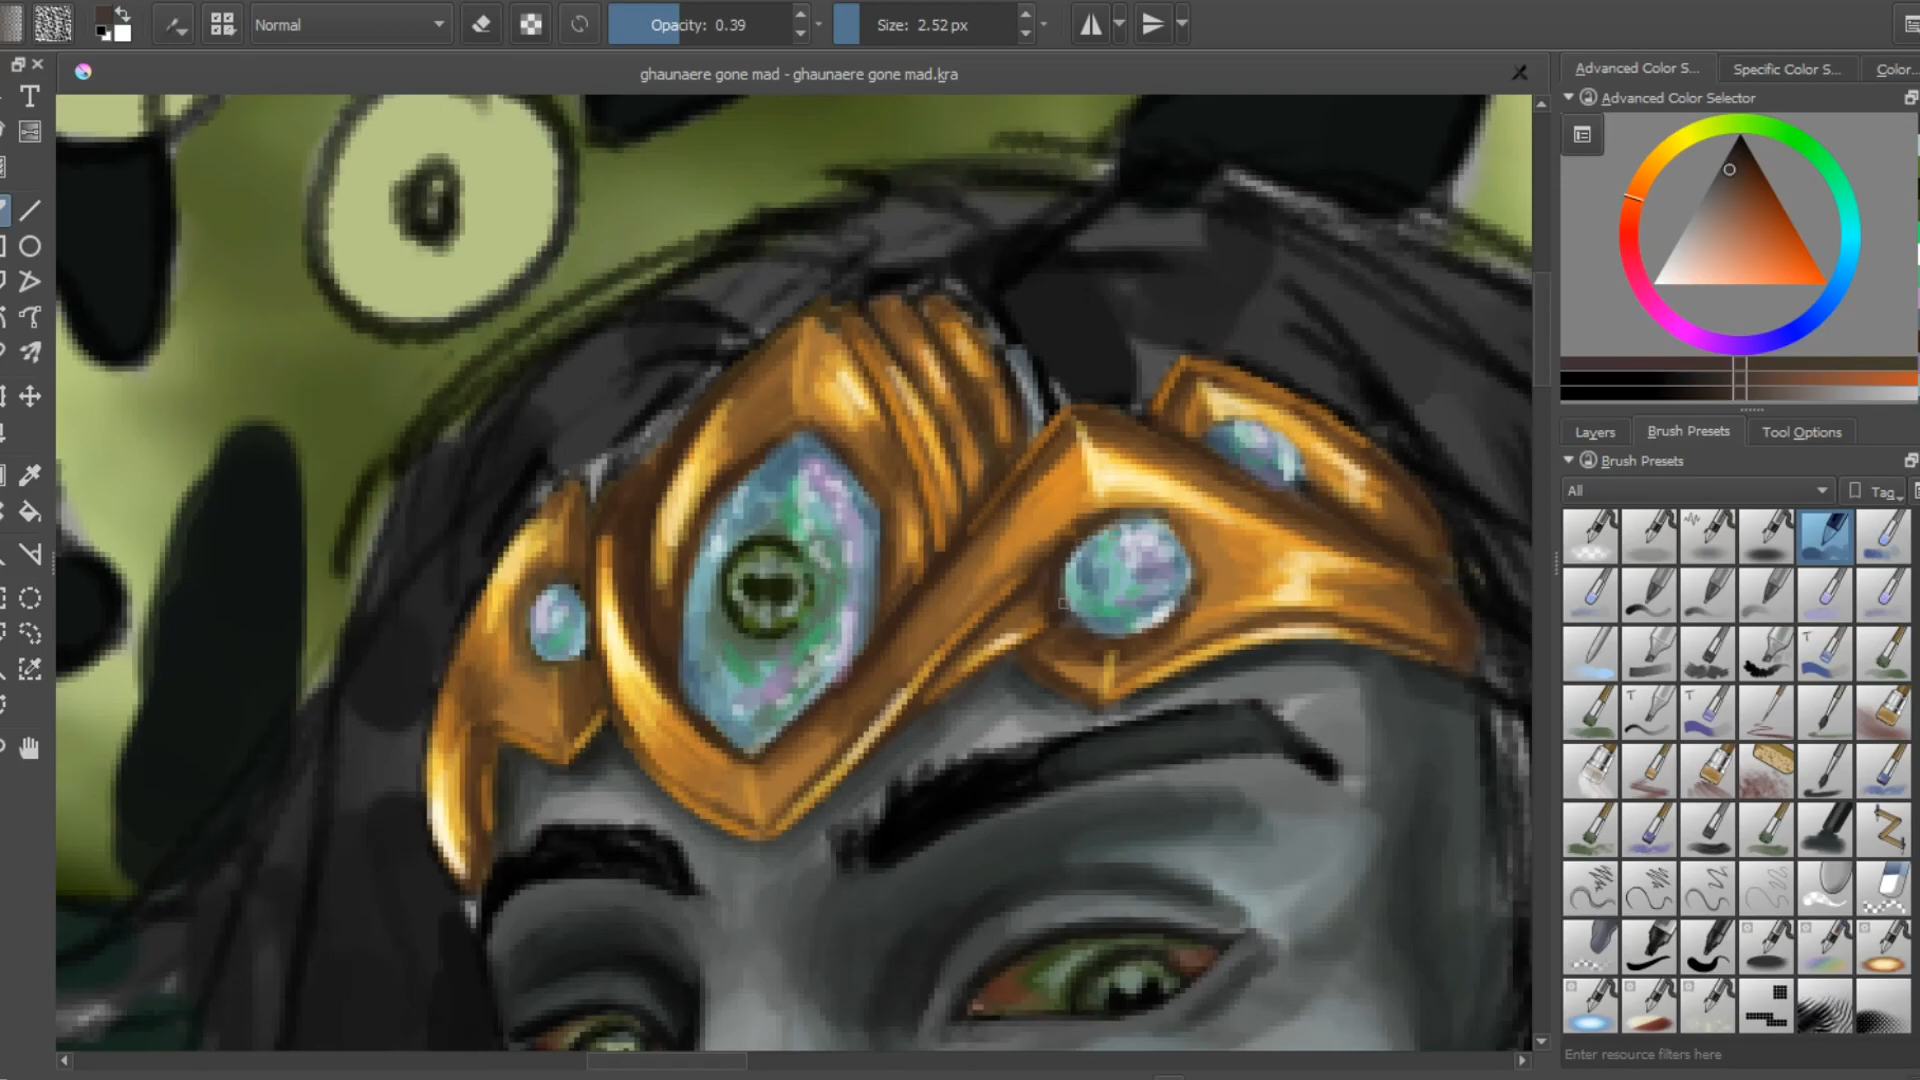 Normal
Opacity: 0.39
Size: 2.52 px
ghaunaere gone mad - ghaunaere gone mad.kra
Advanced Color S...
Specific Color S...
Color...
Advanced Color Selector
Layers
Brush Presets
Tool Options
Brush Presets
All
Tag
T
T
T
T
Enter resource filters here